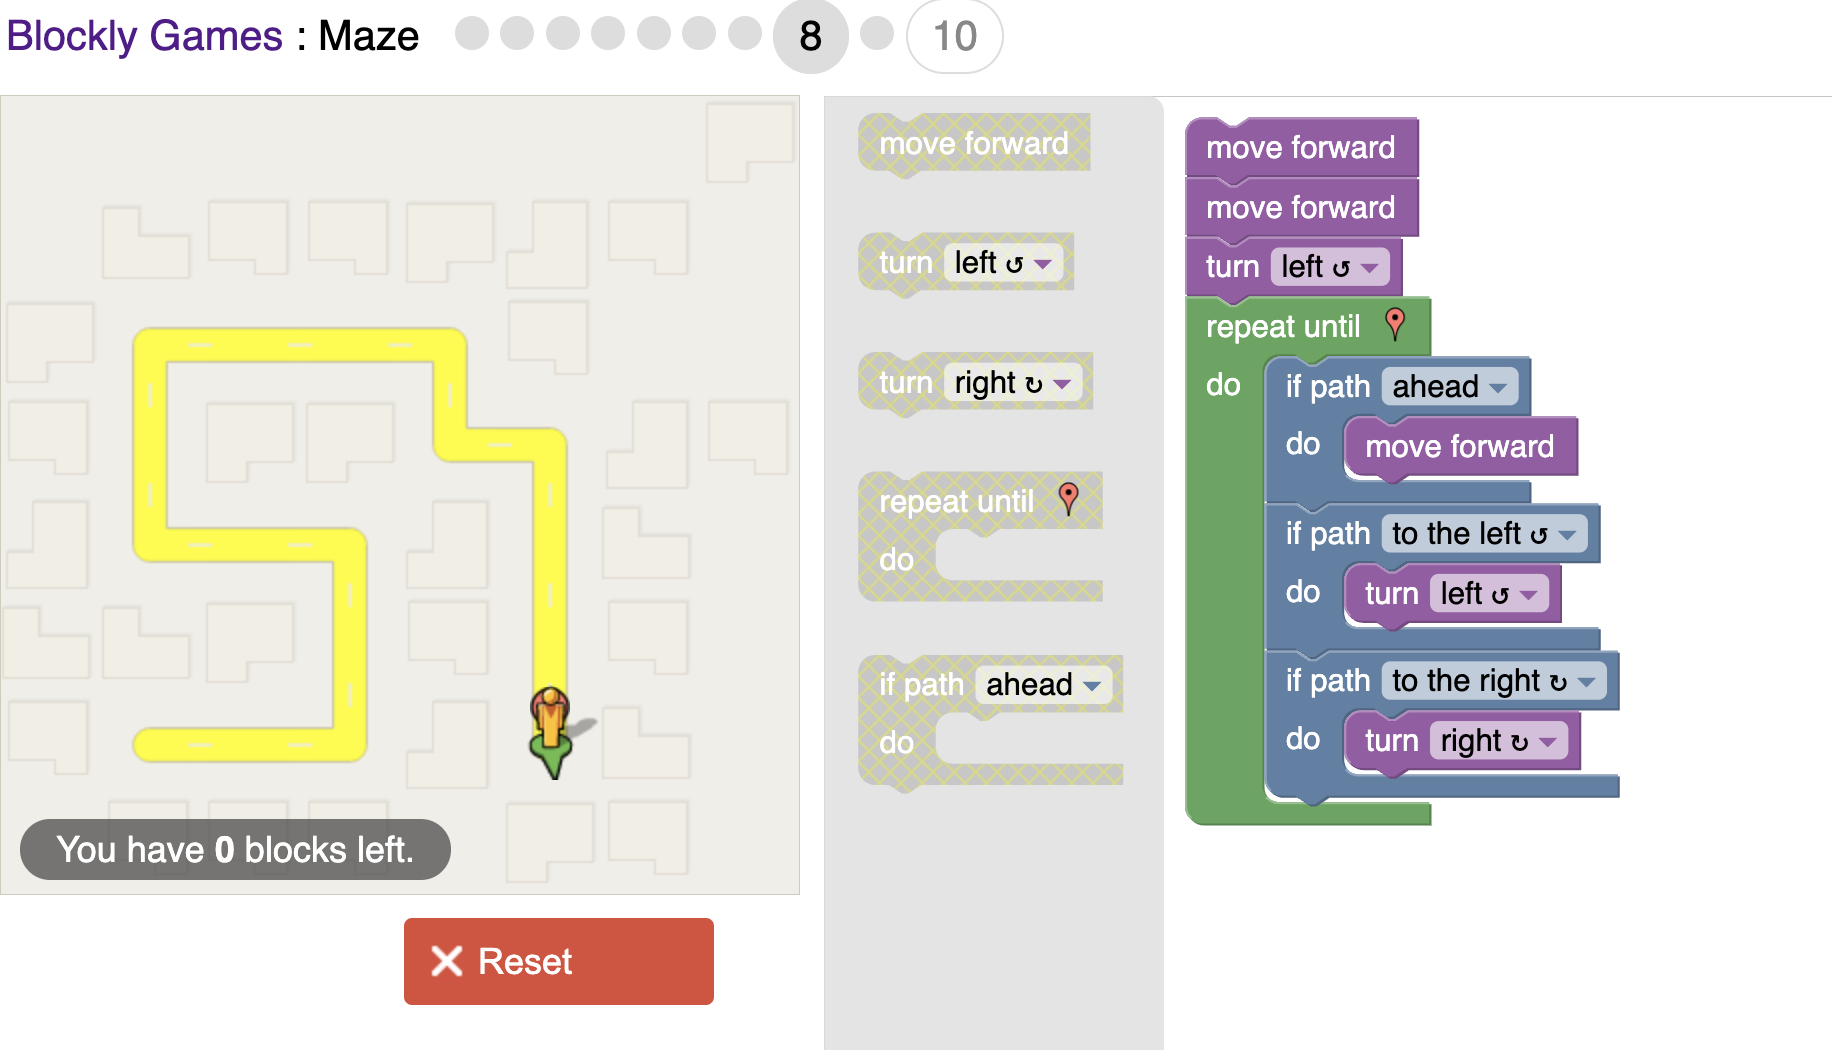 Blockly Games : Maze 8 10
You have 0 blocks left.
Reset
move forward
turn left ↺
turn right ↻
repeat until
do
if path ahead
do
move forward
move forward
turn left ↺
repeat until
do
if path ahead
do move forward
if path to the left ↺
do turn left ↺
if path to the right ↻
do turn right ↻